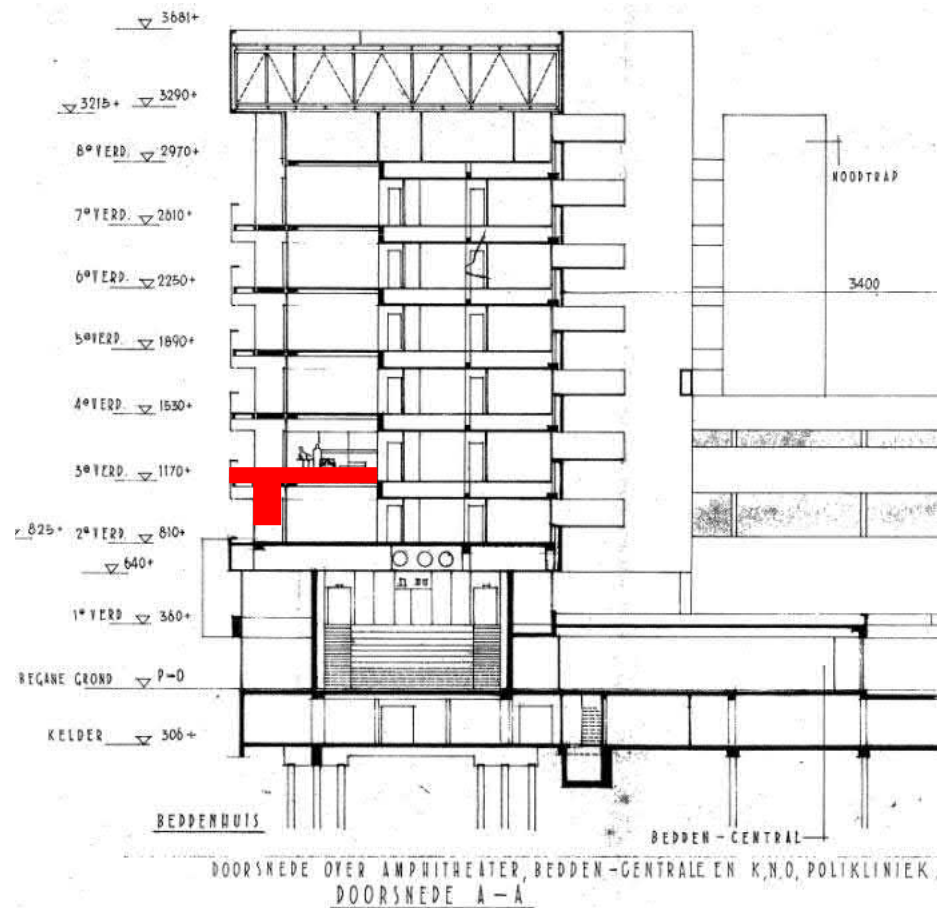 3681+
3215+ 3290+
8e VERD. 2970+
NOODTRAP
7e VERD. 2610+
6e VERD. 2250+
3400
5e VERD. 1890+
4e VERD. 1530+
3e VERD. 1170+
825+ 2e VERD. 810+
640+
1e VERD 360+
BEGANE GROND P-0
KELDER 306+
BEDDENHUIS
BEDDEN-CENTRAL
DOORSNEDE OVER AMPHITHEATER, BEDDEN-CENTRALE EN K,N,O, POLIKLINIEK
DOORSNEDE A-A